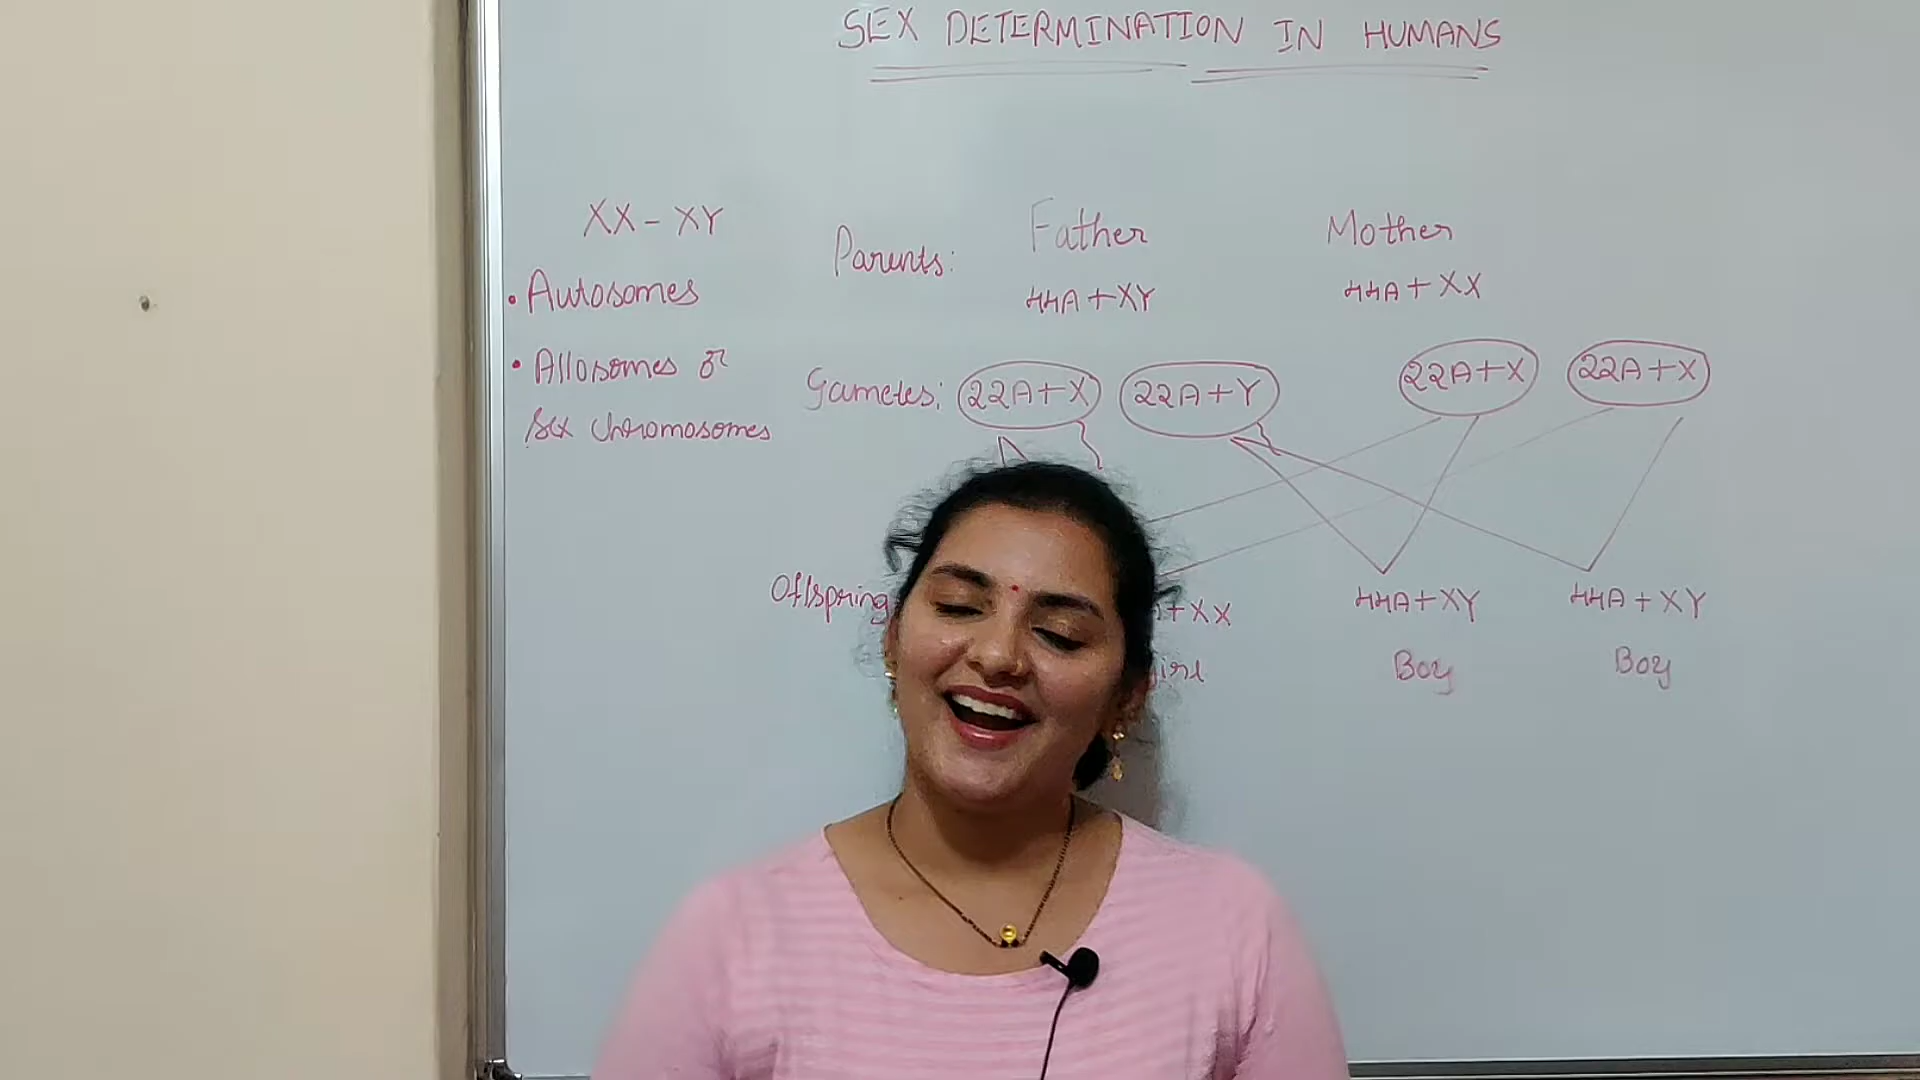 SEX DETERMINATION IN HUMANS
XX - XY
• Autosomes
• Allosomes or
Sex chromosomes
Parents: Father Mother
44A+XY 44A+XX
Gametes: 22A+X 22A+Y 22A+X 22A+X
Offspring +XX 44A+XY 44A+XY
Boy Boy